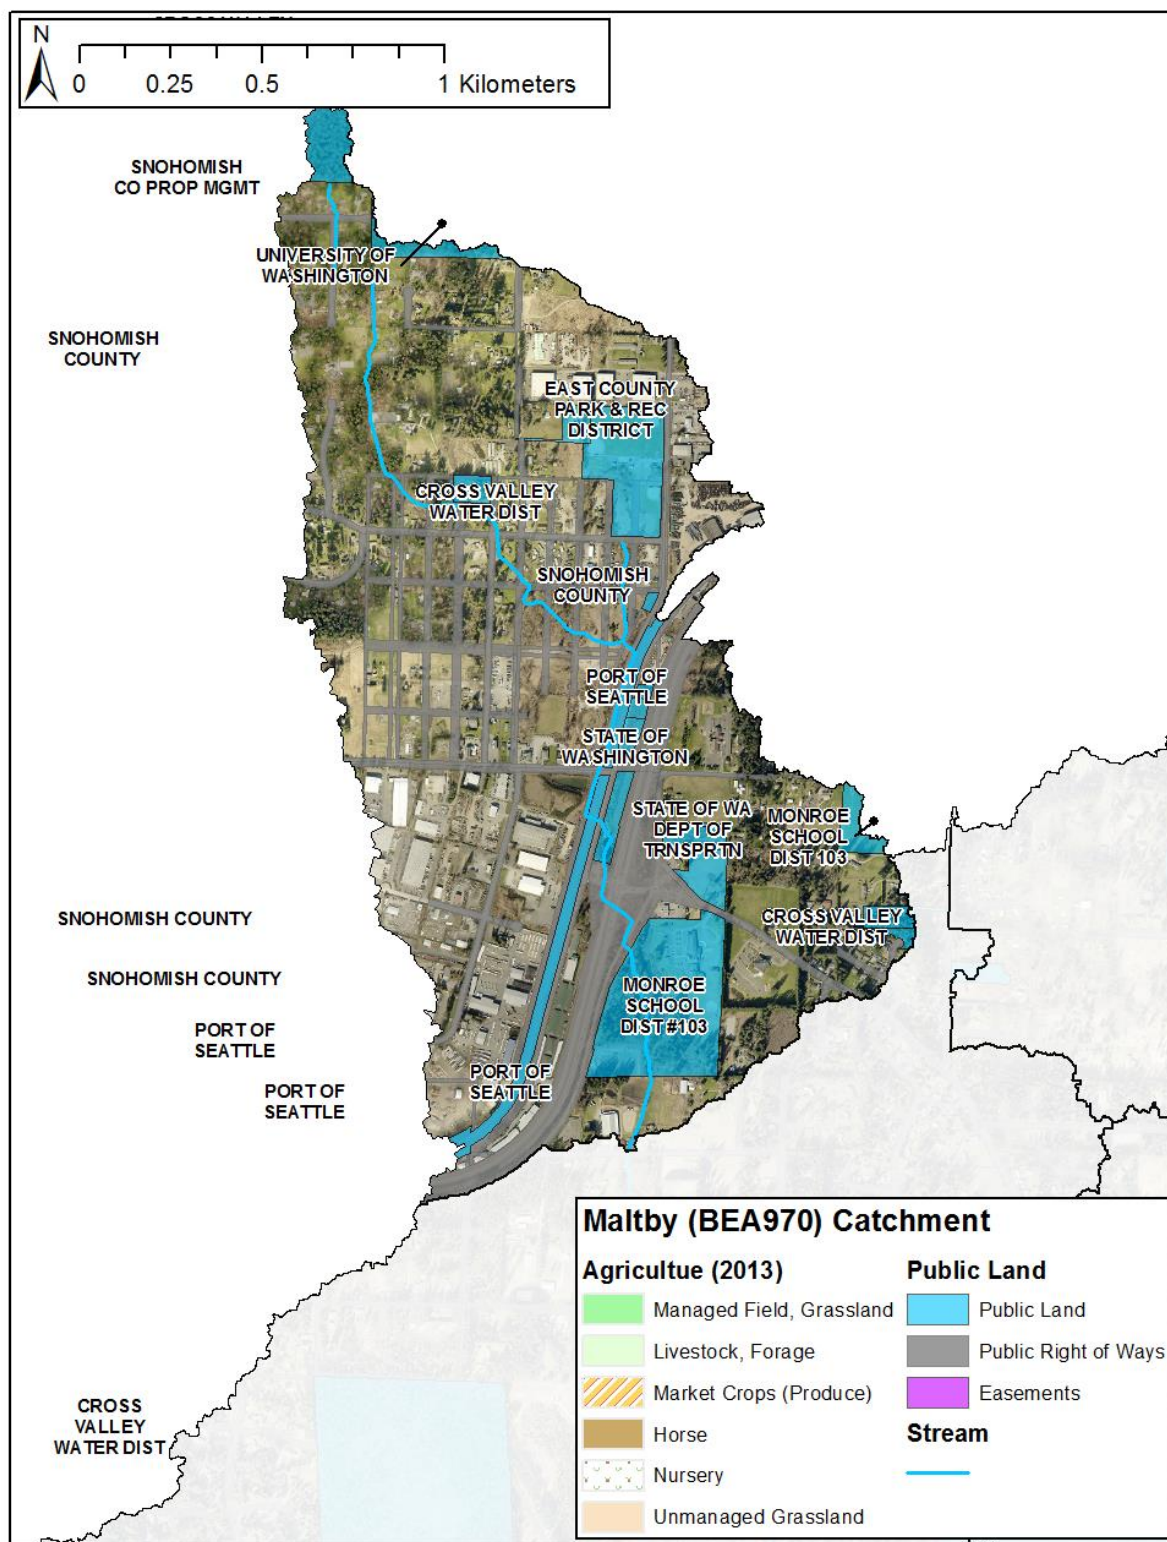 N
0 0.25 0.5 1 Kilometers
SNOHOMISH
CO PROP MGMT
UNIVERSITY OF
WASHINGTON
SNOHOMISH
COUNTY
EAST COUNTY
PARK & REC
DISTRICT
CROSS VALLEY
WATER DIST
SNOHOMISH
COUNTY
PORT OF
SEATTLE
STATE OF
WASHINGTON
STATE OF WA
DEPT OF
TRNSPRTN
MONROE
SCHOOL
DIST 103
SNOHOMISH COUNTY
CROSS VALLEY
WATER DIST
SNOHOMISH COUNTY
MONROE
SCHOOL
DIST #103
PORT OF
SEATTLE
PORT OF
SEATTLE
PORT OF
SEATTLE
CROSS
VALLEY
WATER DIST
Maltby (BEA970) Catchment
Agricultue (2013)
Managed Field, Grassland
Livestock, Forage
Market Crops (Produce)
Horse
Nursery
Unmanaged Grassland
Public Land
Public Land
Public Right of Ways
Easements
Stream